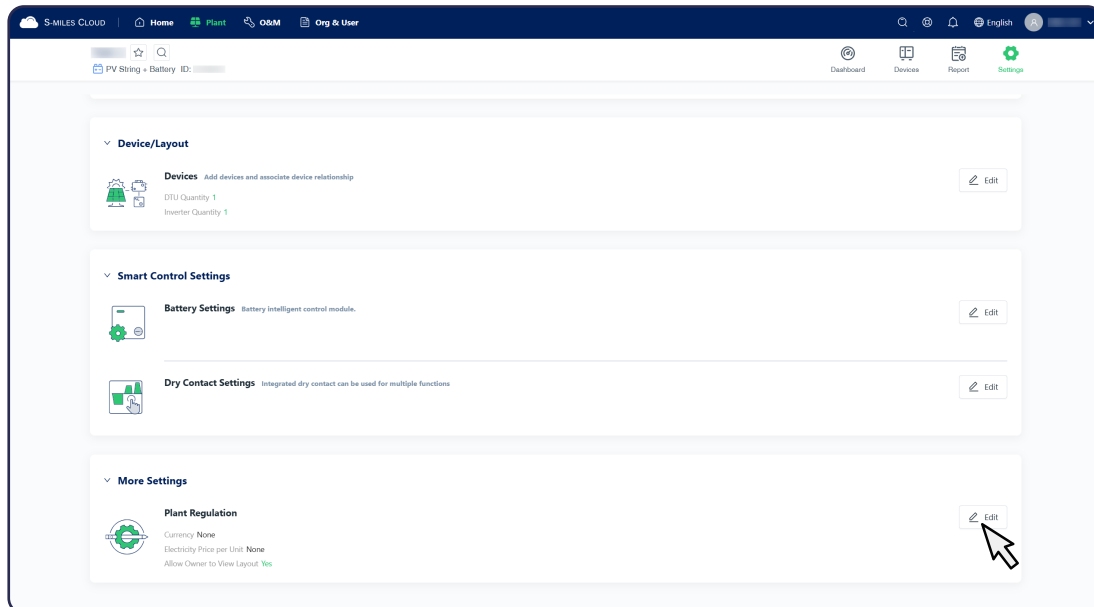 S-MILES CLOUD Home Plant O&M Org & User English A
PV String + Battery ID:
Dashboard Devices Report Settings
Device/Layout
Devices Add devices and associate device relationship
Edit
DTU Quantity 1
Inverter Quantity 1
Smart Control Settings
Battery Settings Battery intelligent control module.
Edit
Dry Contact Settings Integrated dry contact can be used for multiple functions
Edit
More Settings
Plant Regulation
Edit
Currency None
Electricity Price per Unit None
Allow Owner to View Layout Yes